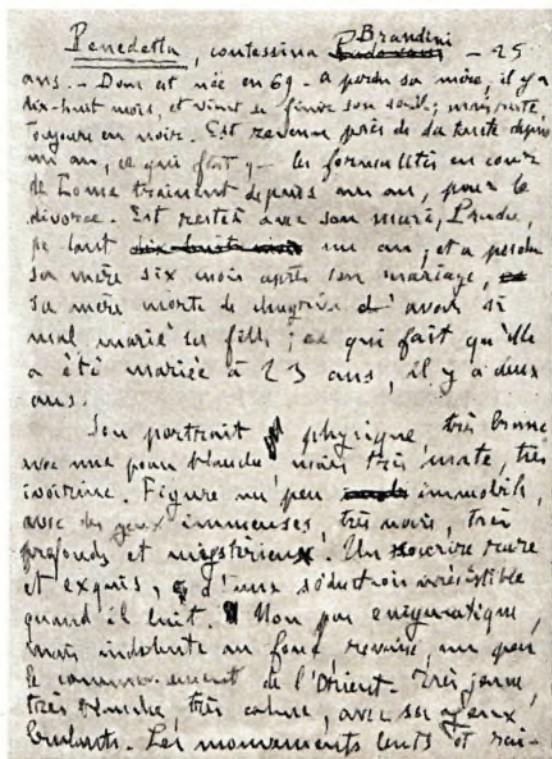 Brandini
Benedetta, contessina – 25
ans. – Donc est née en 69 – a perdu sa mère, il y a
dix-huit mois, et vient de finir son deuil; mais reste,
toujours en noire. Est revenue près de sa tante depuis
un an, ce qui fait que les formalités en cour
de Rome trainent depuis un an, pour le
divorce. Est restée avec son mari, Prada,
pendant un an; et a perdu
sa mère six mois après son mariage,
sa mère morte de chagrin d'avoir si
mal marié sa fille; ce qui fait qu'elle
a été mariée à 23 ans, il y a deux
ans.
Son portrait physique, très brune
avec une peau blanche mais très mate, très
ivoirine. Figure un peu immobile,
avec des yeux immenses, très noirs, très
profonds et mystérieux. Un sourire rare
et exquis, d'une séduction irrésistible
quand il luit. Non pas enigmatique,
mais indolente au fond, rêveuse, un peu
le commencement de l'Orient. Très jeune,
très blanche, très calme, avec ses yeux
brulants. Les mouvements lents et